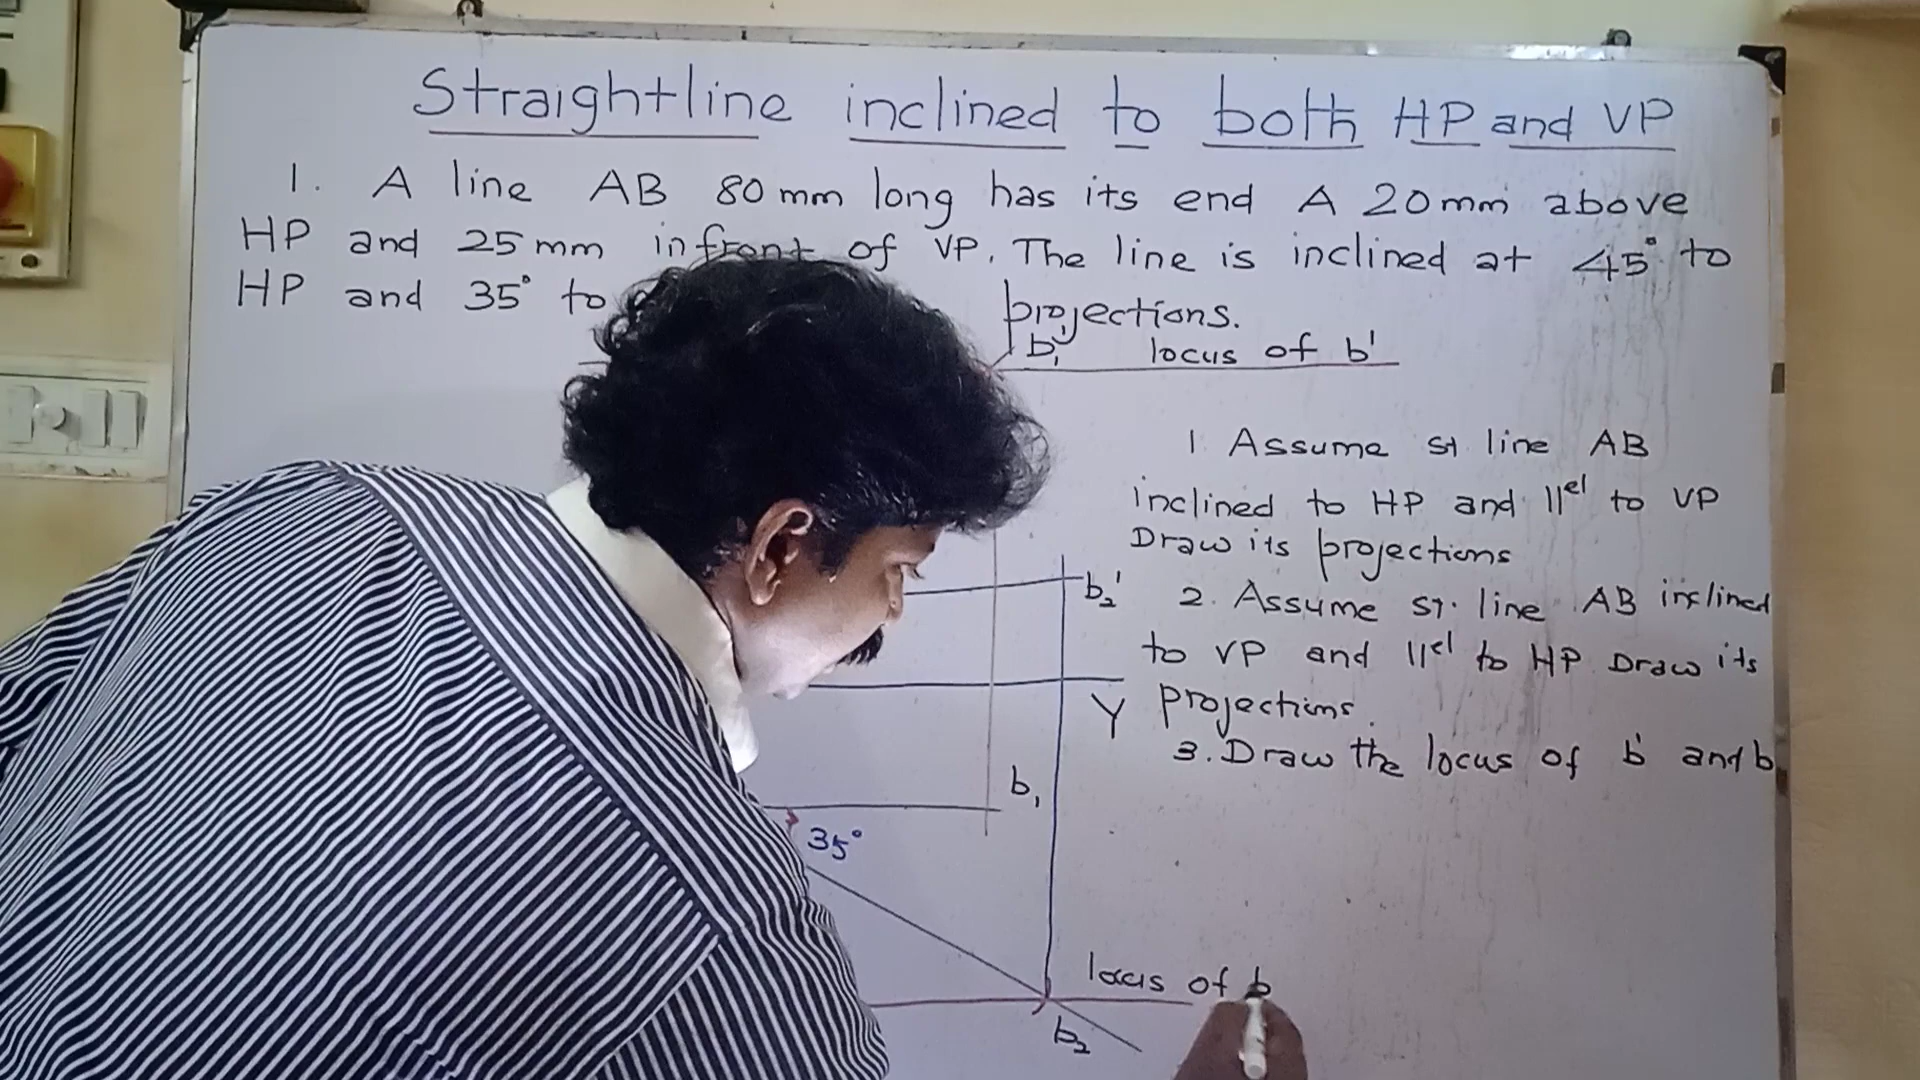 Straightline inclined to both HP and VP
1. A line AB 80 mm long has its end A 20 mm above
HP and 25 mm infront of VP. The line is inclined at 45° to
HP and 35° to projections.
b₁' locus of b'
1. Assume st line AB
inclined to HP and ||el to VP
Draw its projections
b₂'
2. Assume st. line AB inclined
to VP and ||el to HP Draw its
projections.
Y
3. Draw the locus of b' and b
b₁
35°
locus of b
b₂